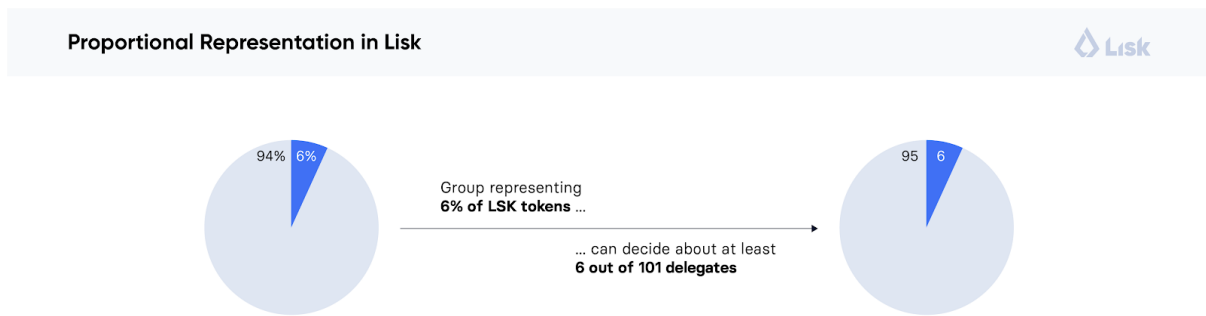 Proportional Representation in Lisk
Lisk
94% 6%
Group representing
6% of LSK tokens ...
... can decide about at least
6 out of 101 delegates
95 6